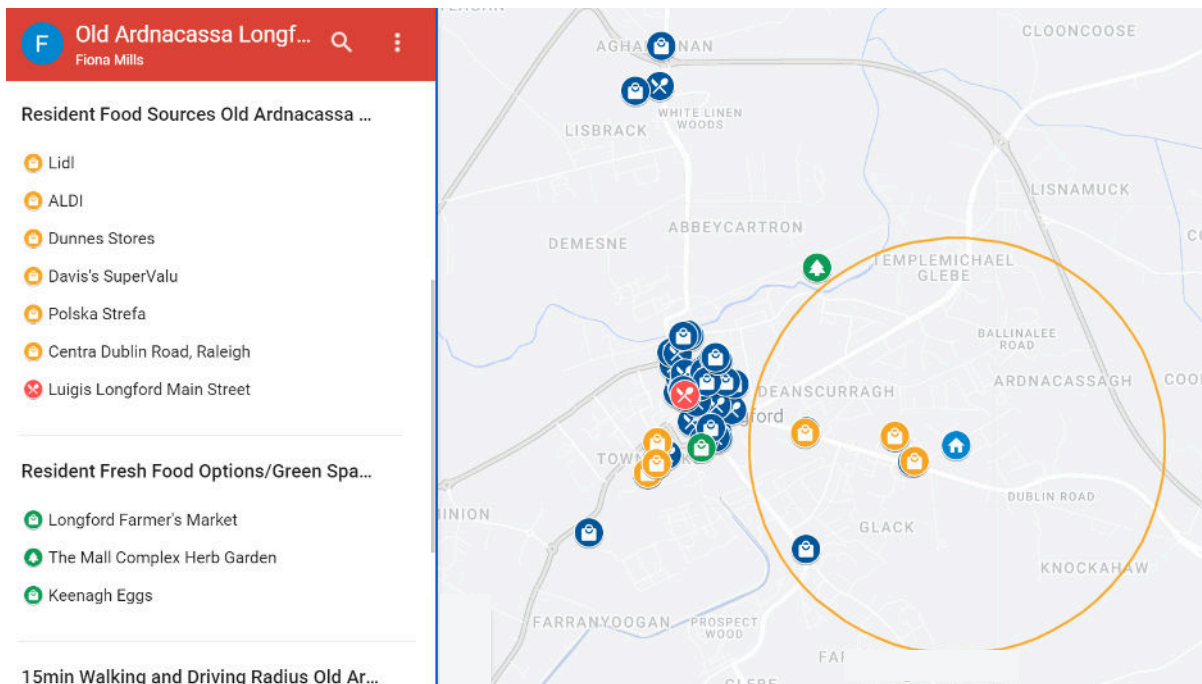 F
Old Ardnacassa Longf...
Fiona Mills
Resident Food Sources Old Ardnacassa ...
Lidl
ALDI
Dunnes Stores
Davis's SuperValu
Polska Strefa
Centra Dublin Road, Raleigh
Luigis Longford Main Street
Resident Fresh Food Options/Green Spa...
Longford Farmer's Market
The Mall Complex Herb Garden
Keenagh Eggs
15min Walking and Driving Radius Old Ar...
CLOONCOOSE
WHITE LINEN
WOODS
LISBRACK
LISNAMUCK
ABBEYCARTRON
DEMESNE
TEMPLEMICHAEL
GLEBE
BALLINALEE
ROAD
ARDNACASSAGH
DEANSCURRAGH
DUBLIN ROAD
GLACK
KNOCKAHAW
FARRANYOOGAN
PROSPECT
WOOD